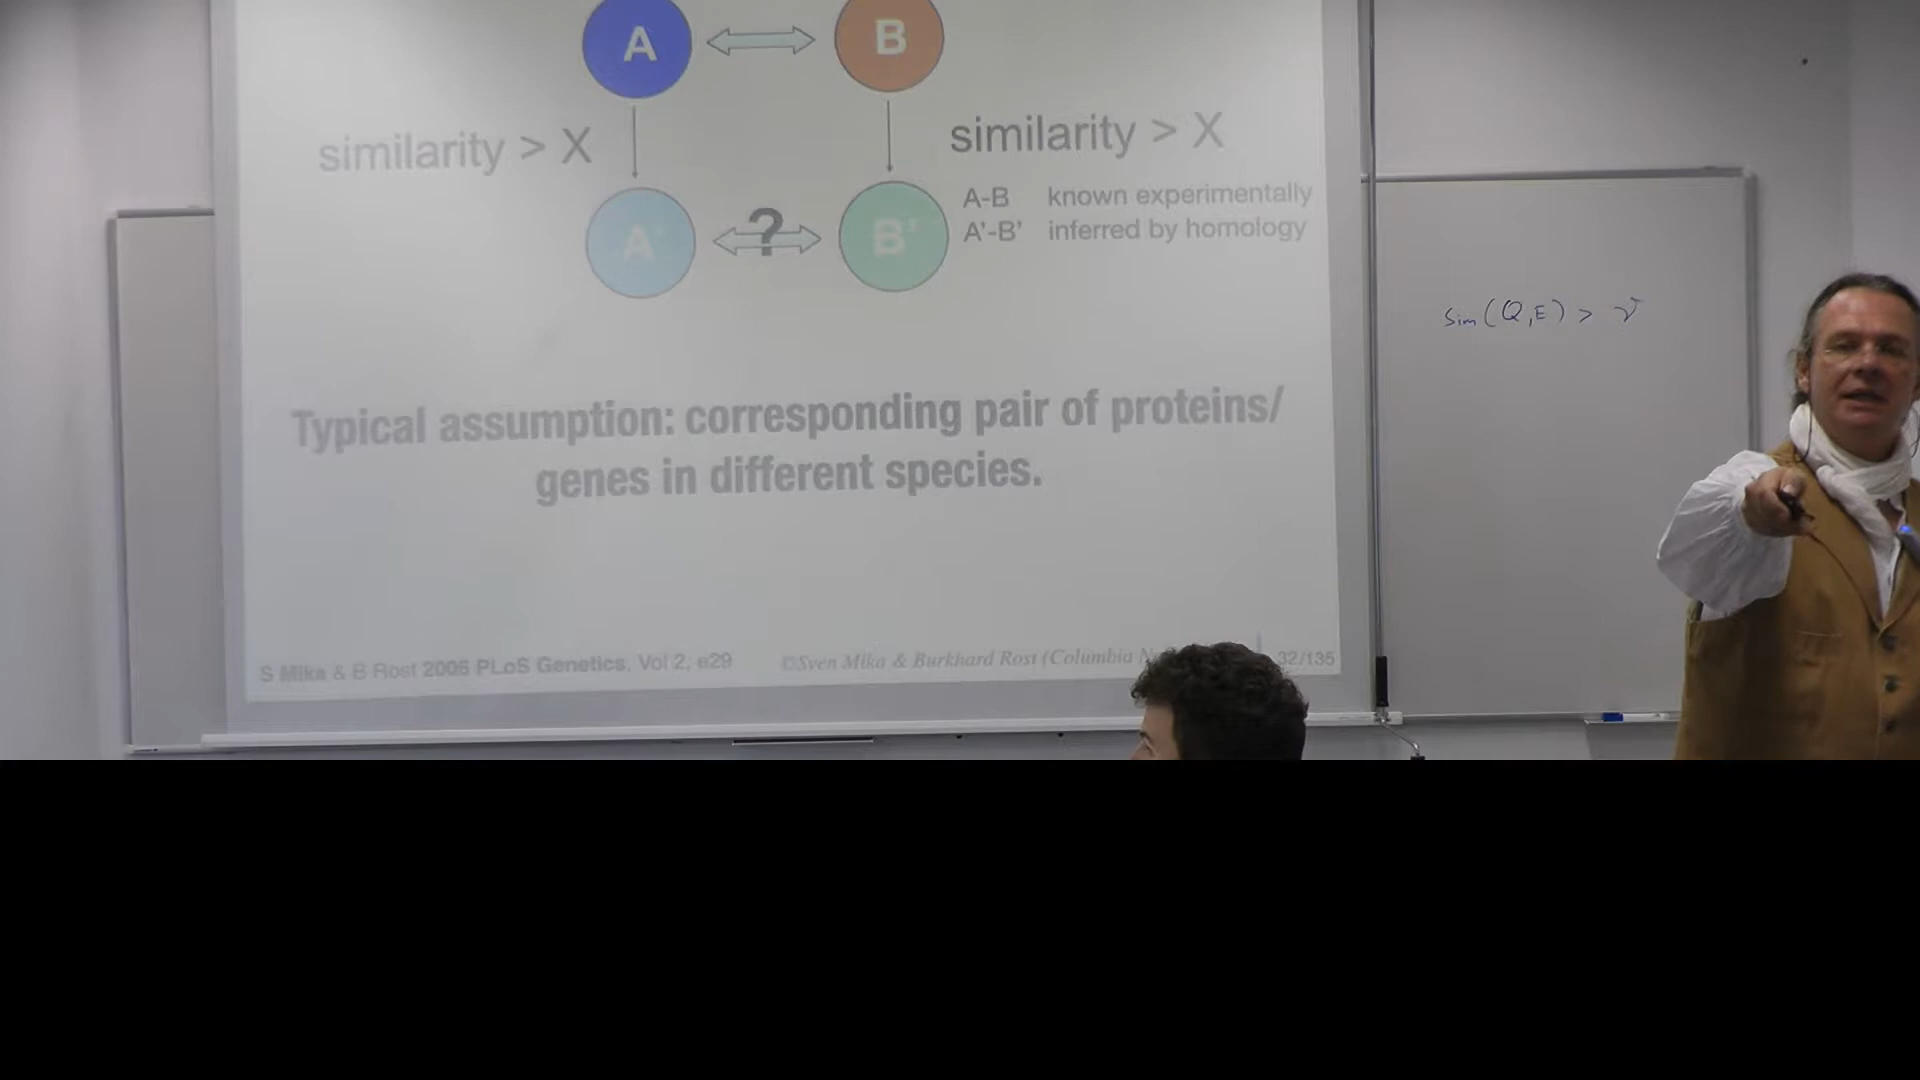 A B
similarity > X similarity > X
A-B known experimentally
A' ? B' A'-B' inferred by homology
sim(Q,E) >
Typical assumption: corresponding pair of proteins/
genes in different species.
S Mika & B Rost 2006 PLoS Genetics, Vol 2, e29 ©Sven Mika & Burkhard Rost (Columbia 32/135